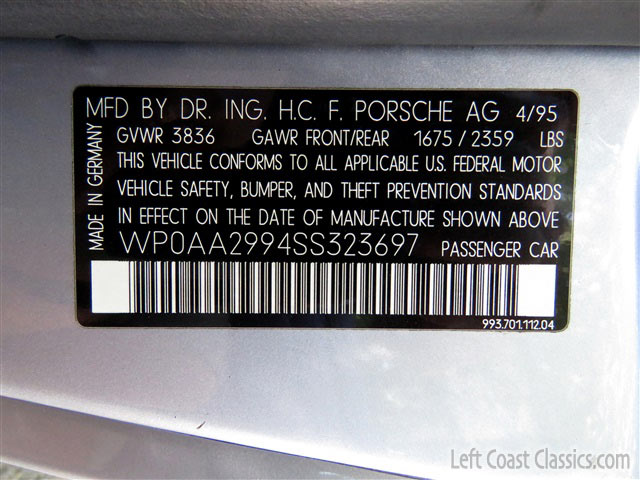 MFD BY DR. ING. H.C. F. PORSCHE AG 4/95
GVWR 3836 GAWR FRONT/REAR 1675/2359 LBS
THIS VEHICLE CONFORMS TO ALL APPLICABLE U.S. FEDERAL MOTOR
VEHICLE SAFETY, BUMPER, AND THEFT PREVENTION STANDARDS
IN EFFECT ON THE DATE OF MANUFACTURE SHOWN ABOVE
WP0AA2994SS323697 PASSENGER CAR
MADE IN GERMANY
993.701.112.04
Left Coast Classics.com